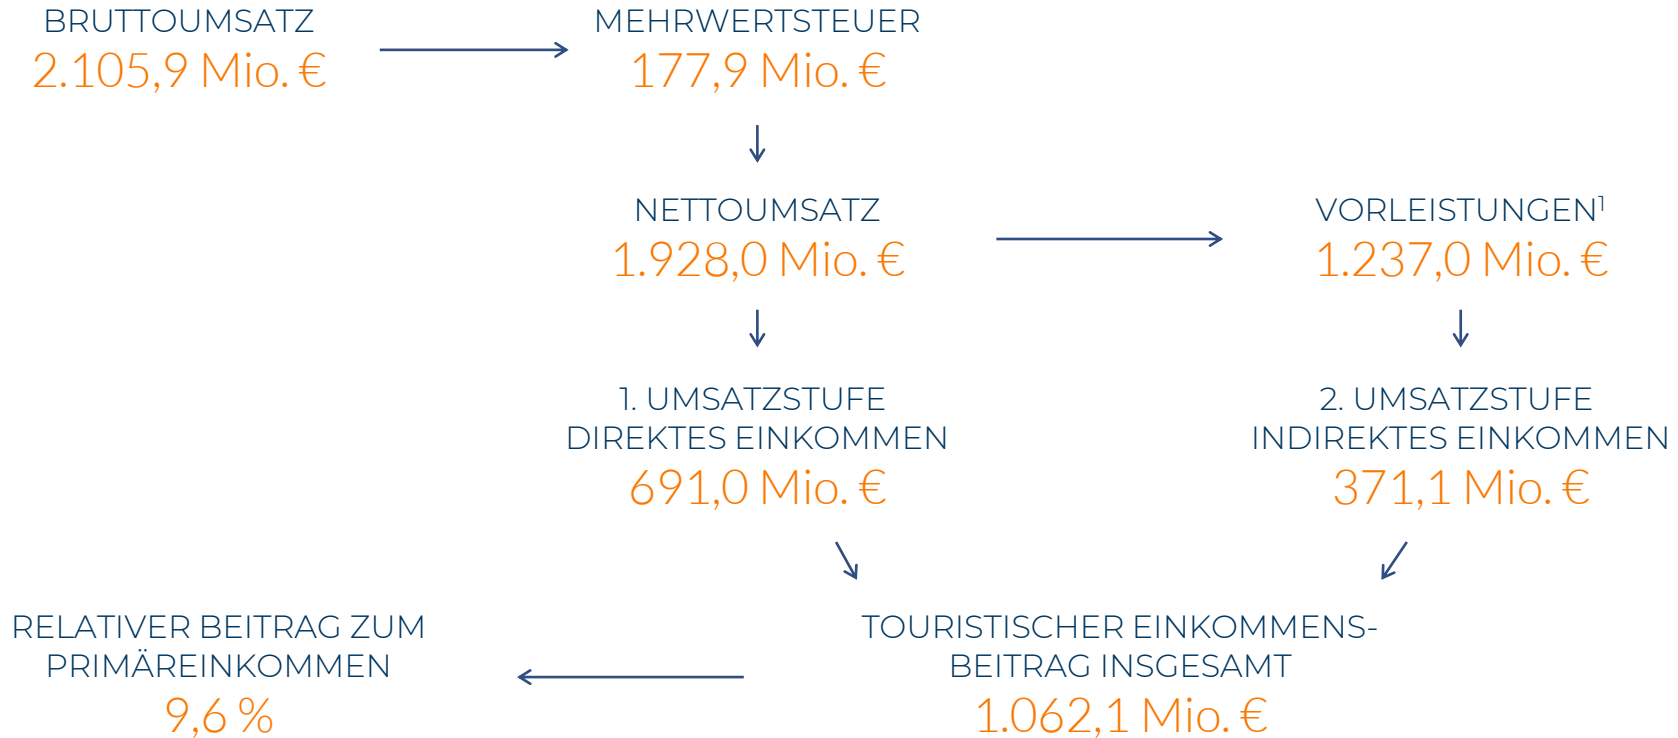 BRUTTOUMSATZ
2.105,9 Mio. €
MEHRWERTSTEUER
177,9 Mio. €
NETTOUMSATZ
1.928,0 Mio. €
VORLEISTUNGEN¹
1.237,0 Mio. €
1. UMSATZSTUFE
DIREKTES EINKOMMEN
691,0 Mio. €
2. UMSATZSTUFE
INDIREKTES EINKOMMEN
371,1 Mio. €
RELATIVER BEITRAG ZUM
PRIMÄREINKOMMEN
9,6 %
TOURISTISCHER EINKOMMENS-
BEITRAG INSGESAMT
1.062,1 Mio. €